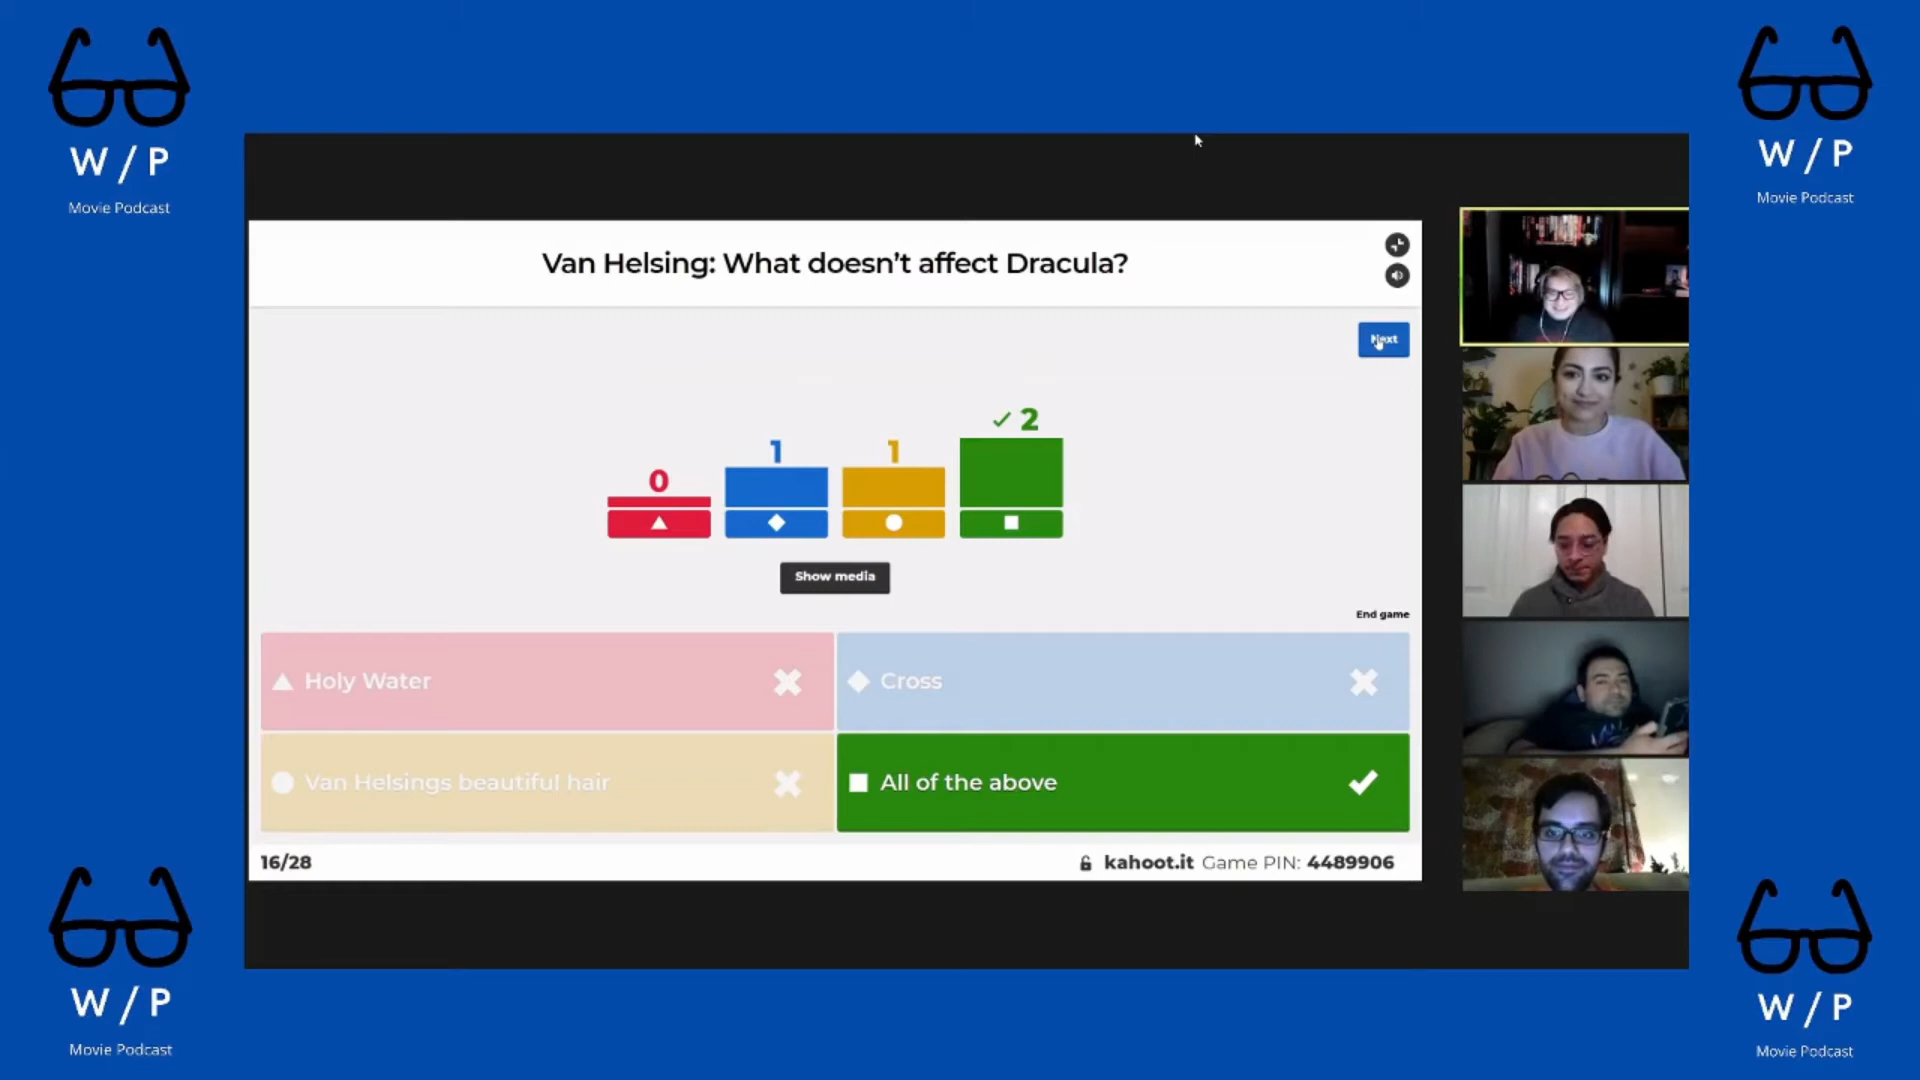 W / P
Movie Podcast
W / P
Movie Podcast
Van Helsing: What doesn't affect Dracula?
Next
0
1
1
2
Show media
End game
Holy Water
Cross
Van Helsings beautiful hair
All of the above
16/28
kahoot.it Game PIN: 4489906
W / P
Movie Podcast
W / P
Movie Podcast